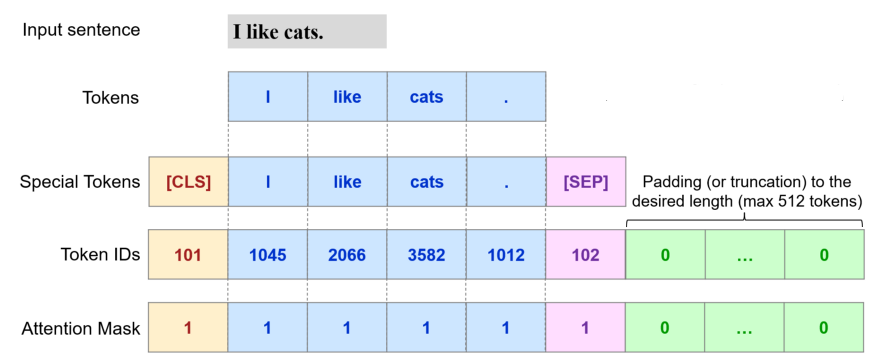 Input sentence I like cats.
Tokens I like cats .
Special Tokens [CLS] I like cats . [SEP]
Padding (or truncation) to the
desired length (max 512 tokens)
Token IDs 101 1045 2066 3582 1012 102 0 ... 0
Attention Mask 1 1 1 1 1 1 0 ... 0